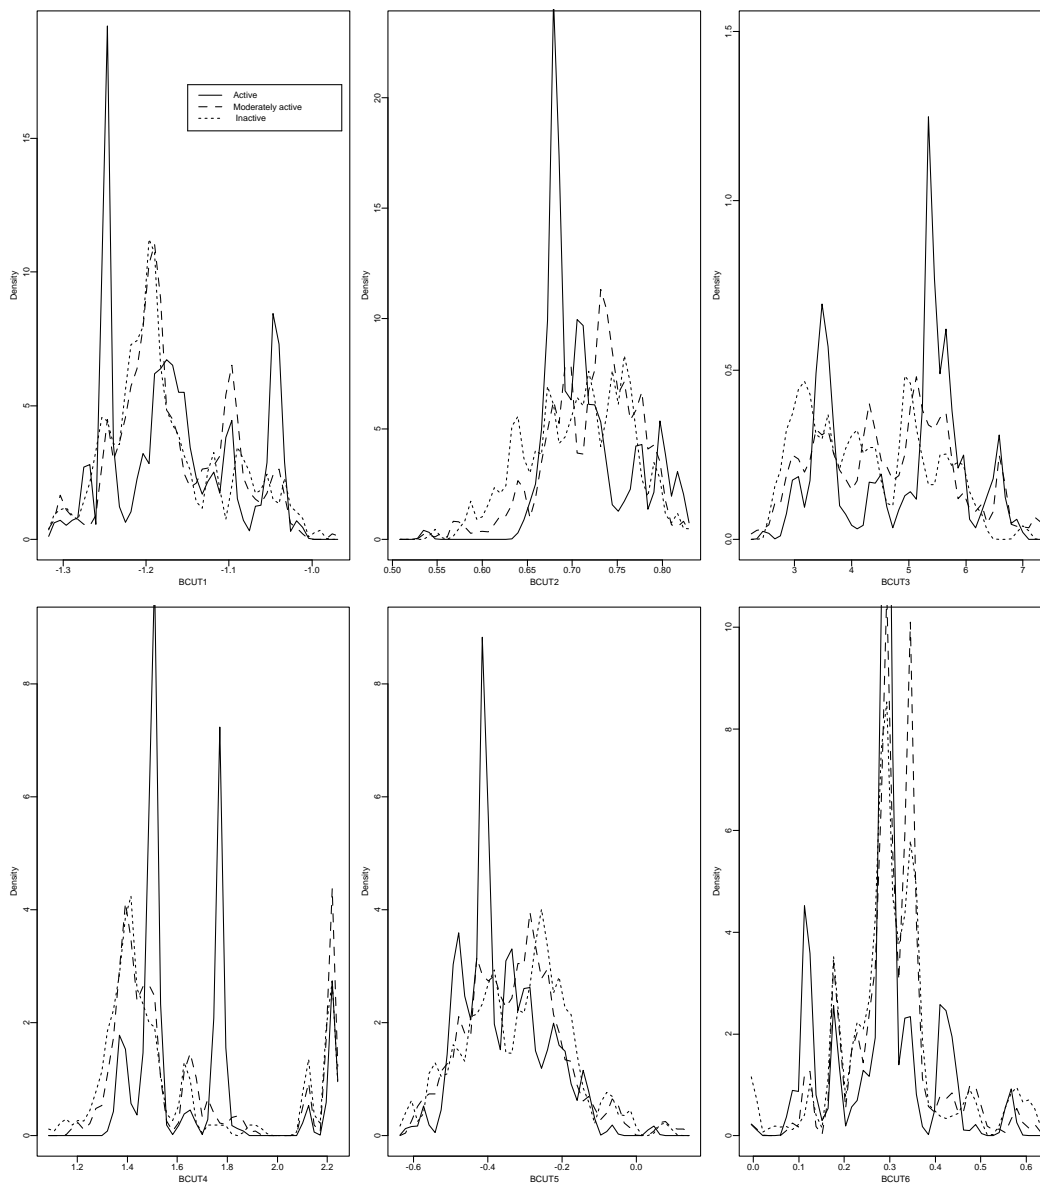 Density
0
5
10
15
Active
Moderately active
Inactive
-1.3 -1.2 -1.1 -1.0
BCUT1
Density
0
5
10
15
20
0.50 0.55 0.60 0.65 0.70 0.75 0.80
BCUT2
Density
0.0
0.5
1.0
1.5
3 4 5 6 7
BCUT3
Density
0
2
4
6
8
1.2 1.4 1.6 1.8 2.0 2.2
BCUT4
Density
0
2
4
6
8
-0.6 -0.4 -0.2 0.0
BCUT5
Density
0
2
4
6
8
10
0.0 0.1 0.2 0.3 0.4 0.5 0.6
BCUT6